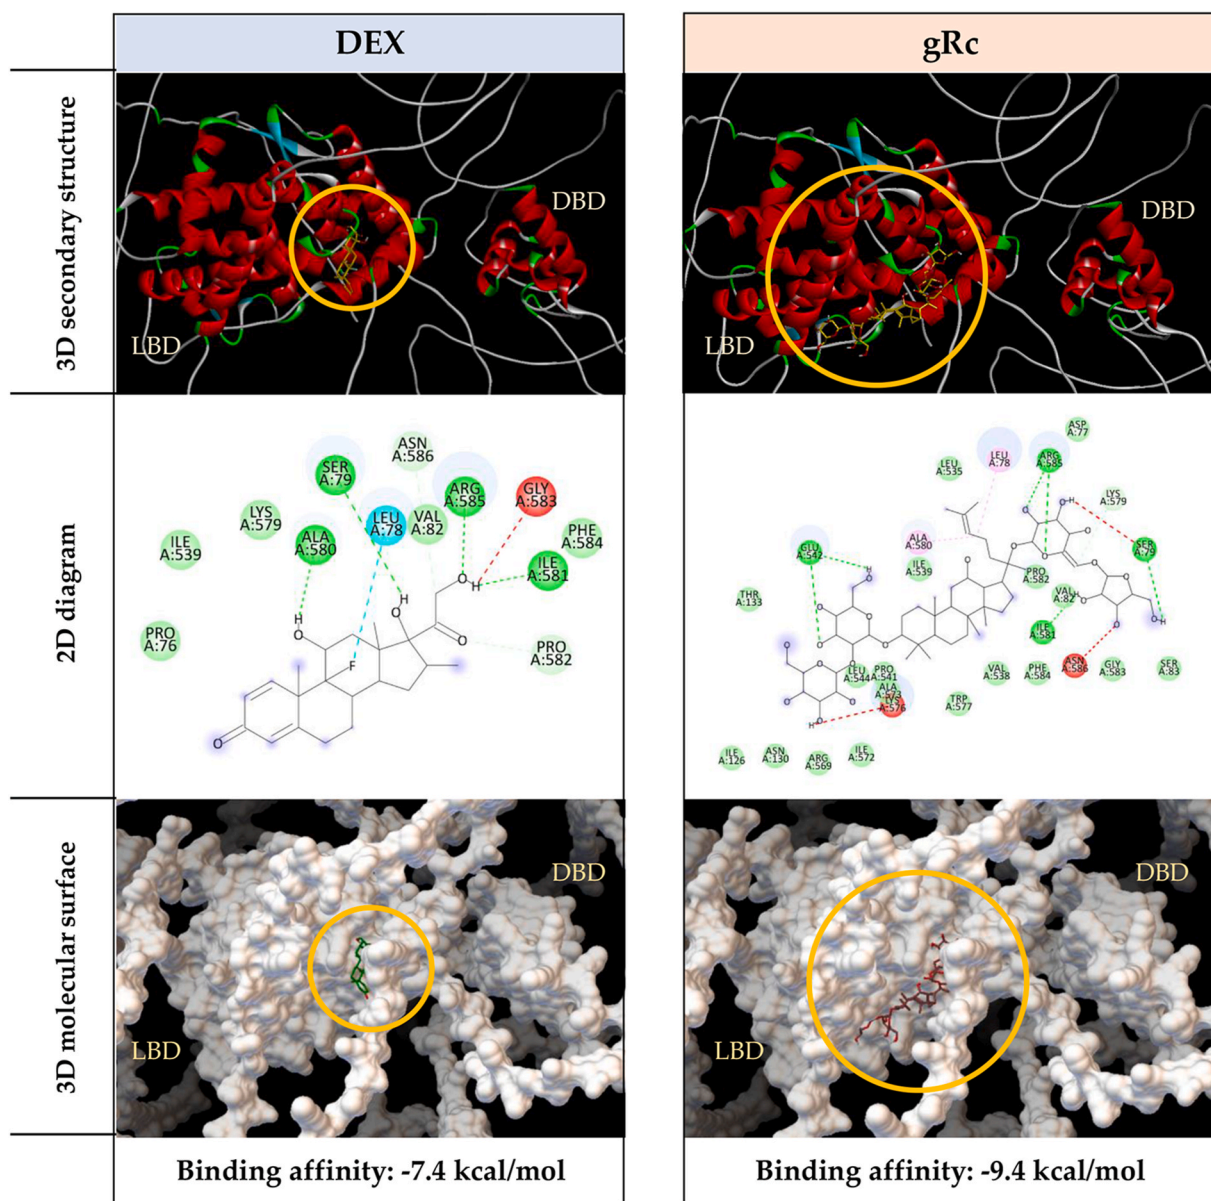 DEX
gRc
3D secondary structure
DBD
LBD
DBD
LBD
2D diagram
ASN
A:586
SER
A:79
ARG
A:585
GLY
A:583
LYS
A:579
LEU
A:78
VAL
A:82
PHE
A:584
ILE
A:539
ALA
A:580
ILE
A:581
O
H
H
O
H
O
O
F
PRO
A:76
PRO
A:582
O
ASP
A:77
LEU
A:535
LEU
A:78
ARG
A:585
LYS
A:579
H
GLU
A:542
ALA
A:580
SER
A:79
ILE
A:539
H
PRO
A:582
THR
A:133
VAL
A:82
H
ILE
A:581
H
LEU
A:544
PRO
A:541
VAL
A:538
PHE
A:584
ASN
A:586
GLY
A:583
SER
A:83
ALA
A:573
LYS
A:576
TRP
A:577
H
ILE
A:126
ASN
A:130
ARG
A:569
ILE
A:572
3D molecular surface
DBD
LBD
DBD
LBD
Binding affinity: -7.4 kcal/mol
Binding affinity: -9.4 kcal/mol